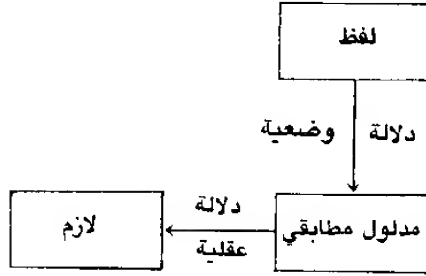 لفظ
دلالة وضعية
مدلول مطابقي
دلالة
عقلية
لازم